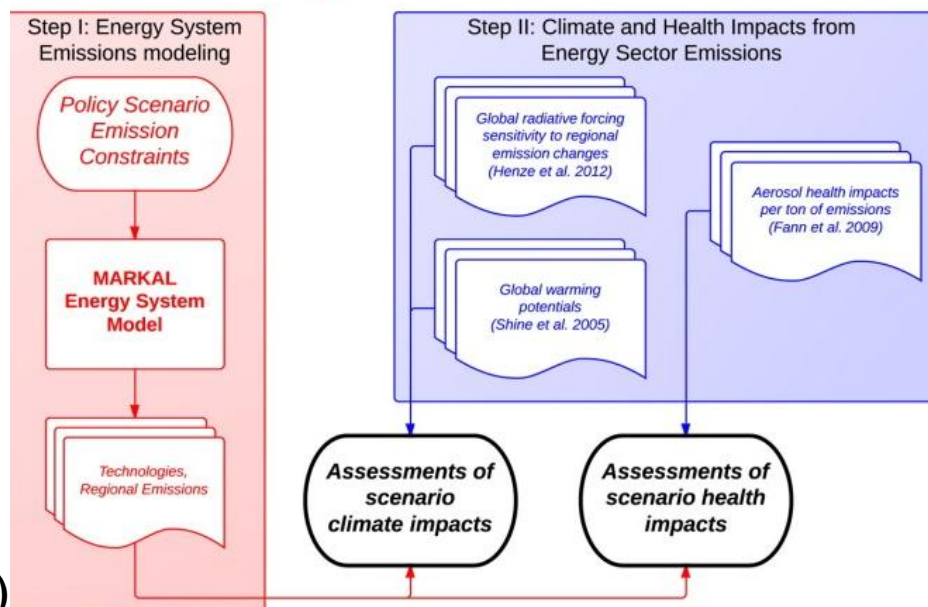 Step I: Energy System
Emissions modeling
Policy Scenario
Emission
Constraints
MARKAL
Energy System
Model
Technologies,
Regional Emissions
Step II: Climate and Health Impacts from
Energy Sector Emissions
Global radiative forcing
sensitivity to regional
emission changes
(Henze et al. 2012)
Global warming
potentials
(Shine et al. 2005)
Aerosol health impacts
per ton of emissions
(Fann et al. 2009)
Assessments of
scenario
climate impacts
Assessments of
scenario health
impacts
)